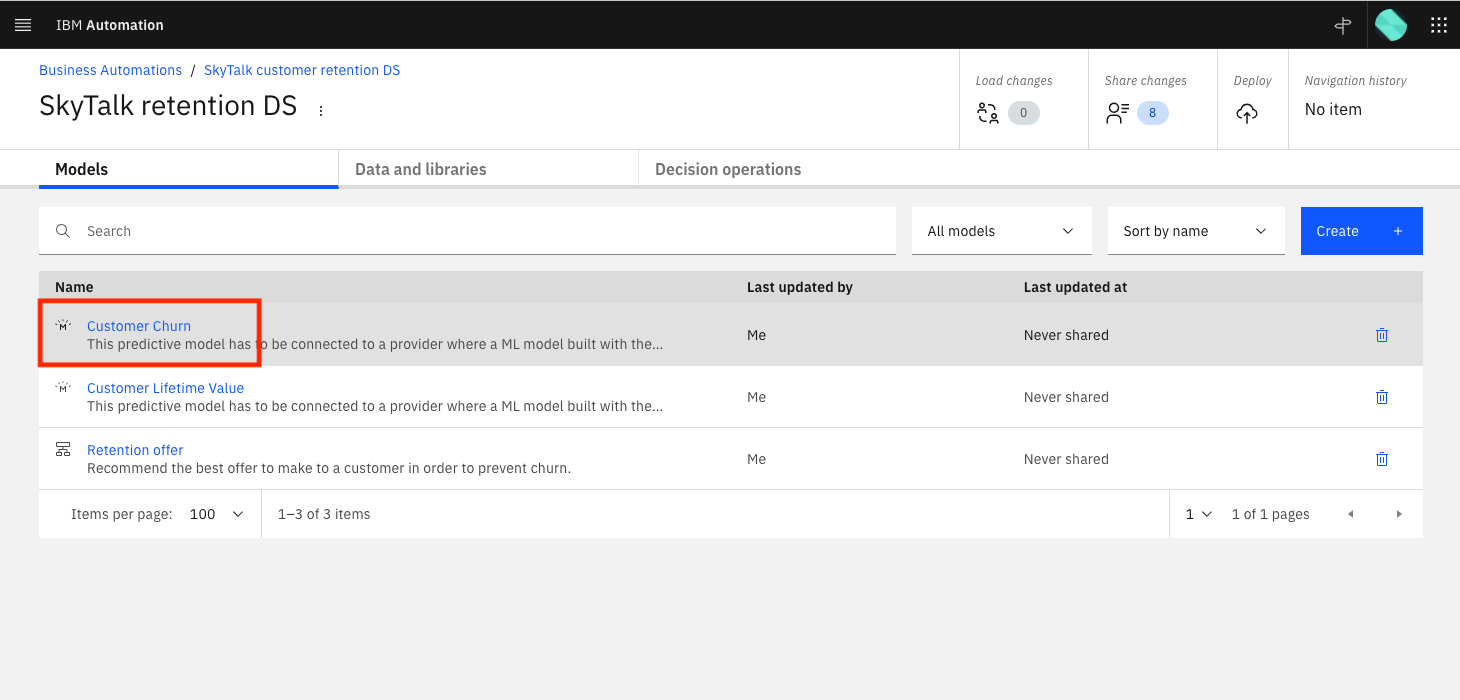 IBM Automation
Business Automations / SkyTalk customer retention DS
SkyTalk retention DS
Load changes
0
Share changes
8
Deploy
Navigation history
No item
Models
Data and libraries
Decision operations
Search
All models
Sort by name
Create +
Name
Last updated by
Last updated at
M
Customer Churn
This predictive model has to be connected to a provider where a ML model built with the...
Me
Never shared
M
Customer Lifetime Value
This predictive model has to be connected to a provider where a ML model built with the...
Me
Never shared
Retention offer
Recommend the best offer to make to a customer in order to prevent churn.
Me
Never shared
Items per page: 100
1–3 of 3 items
1
1 of 1 pages